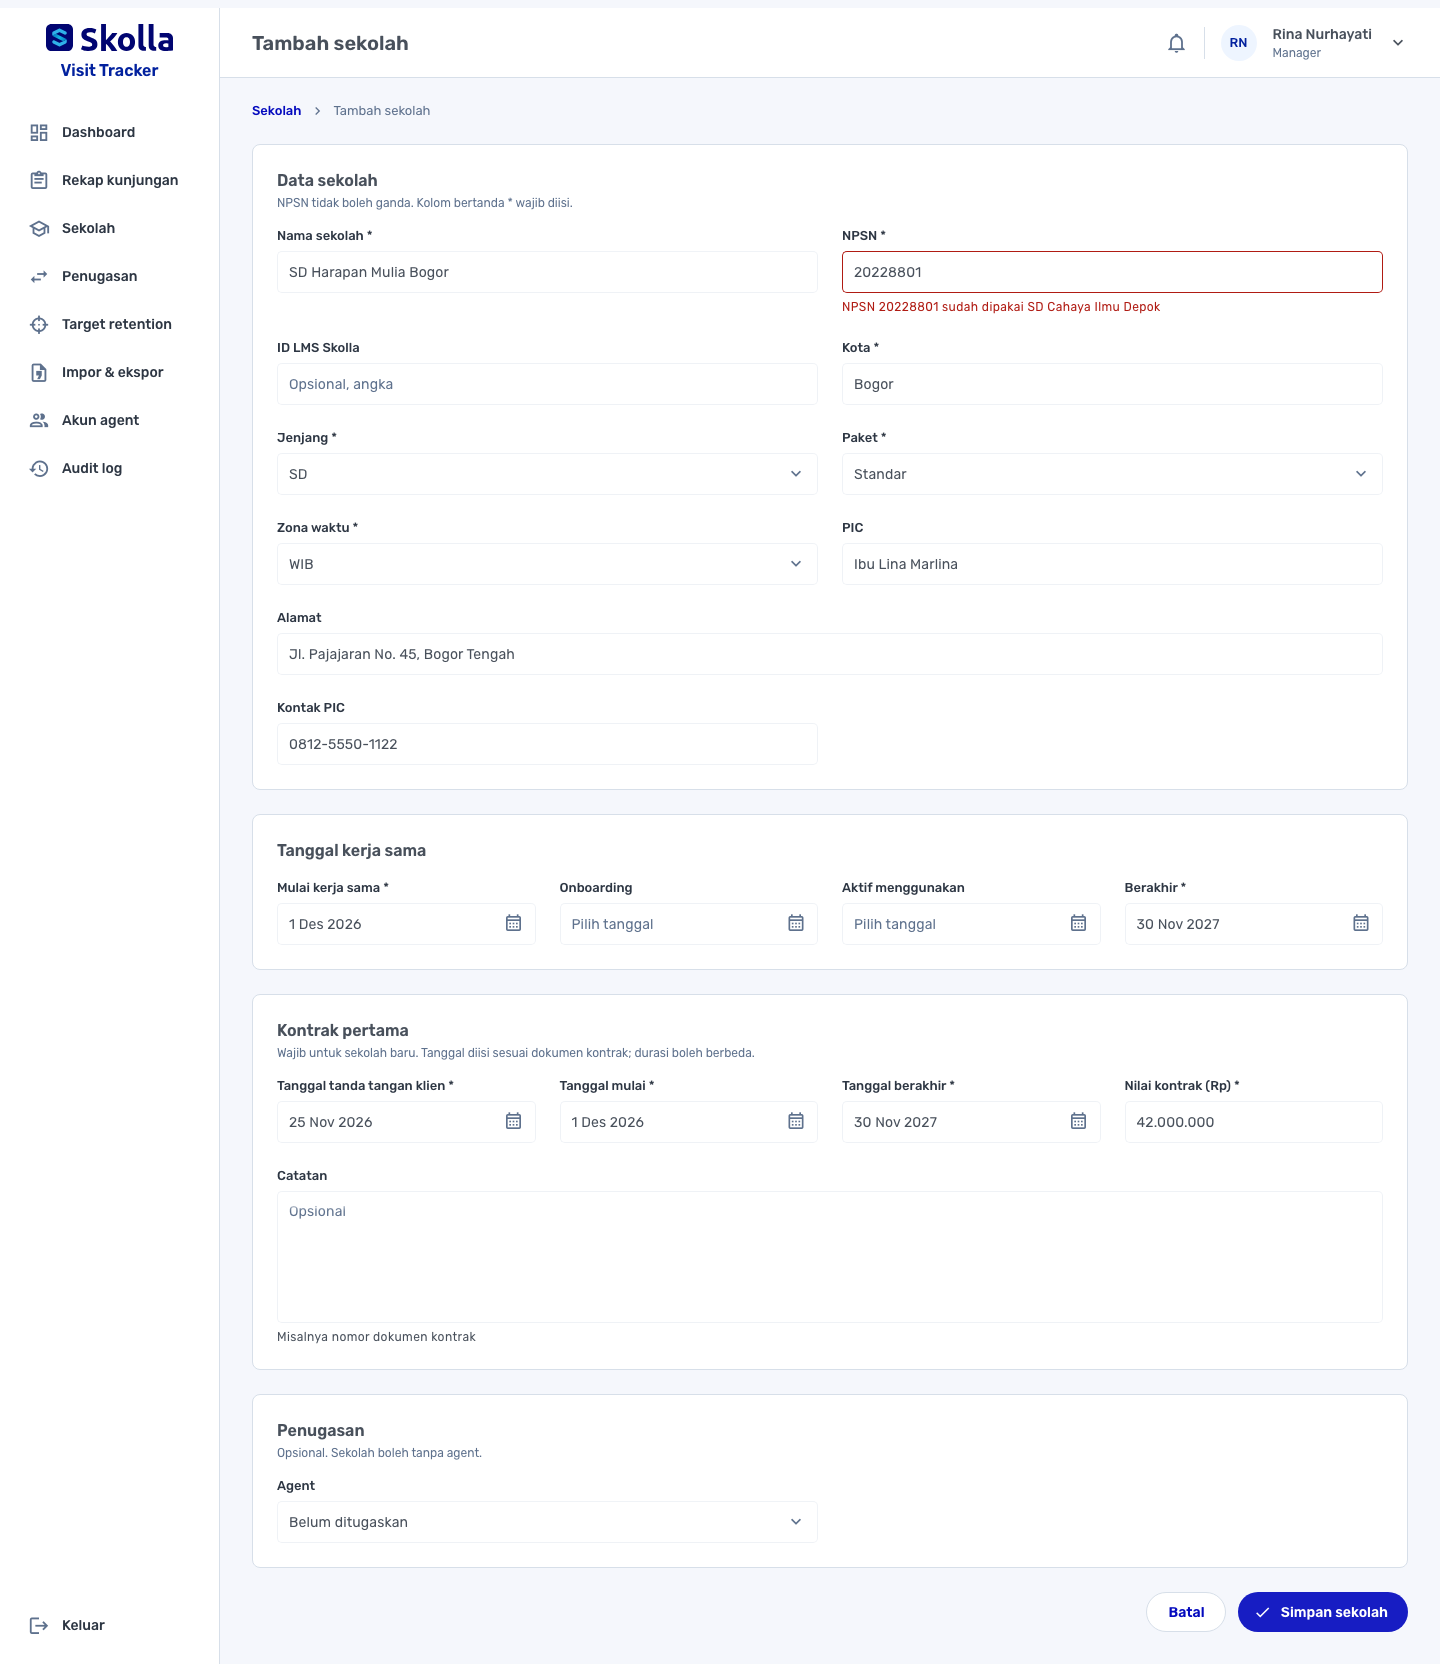 Skolla
Visit Tracker
Dashboard
Rekap kunjungan
Sekolah
Penugasan
Target retention
Impor & ekspor
Akun agent
Audit log
Keluar
Tambah sekolah
RN
Rina Nurhayati
Manager
Sekolah > Tambah sekolah
Data sekolah
NPSN tidak boleh ganda. Kolom bertanda * wajib diisi.
Nama sekolah *
SD Harapan Mulia Bogor
NPSN *
20228801
NPSN 20228801 sudah dipakai SD Cahaya Ilmu Depok
ID LMS Skolla
Opsional, angka
Kota *
Bogor
Jenjang *
SD
Paket *
Standar
Zona waktu *
WIB
PIC
Ibu Lina Marlina
Alamat
Jl. Pajajaran No. 45, Bogor Tengah
Kontak PIC
0812-5550-1122
Tanggal kerja sama
Mulai kerja sama *
1 Des 2026
Onboarding
Pilih tanggal
Aktif menggunakan
Pilih tanggal
Berakhir *
30 Nov 2027
Kontrak pertama
Wajib untuk sekolah baru. Tanggal diisi sesuai dokumen kontrak; durasi boleh berbeda.
Tanggal tanda tangan klien *
25 Nov 2026
Tanggal mulai *
1 Des 2026
Tanggal berakhir *
30 Nov 2027
Nilai kontrak (Rp) *
42.000.000
Catatan
Opsional
Misalnya nomor dokumen kontrak
Penugasan
Opsional. Sekolah boleh tanpa agent.
Agent
Belum ditugaskan
Batal
Simpan sekolah